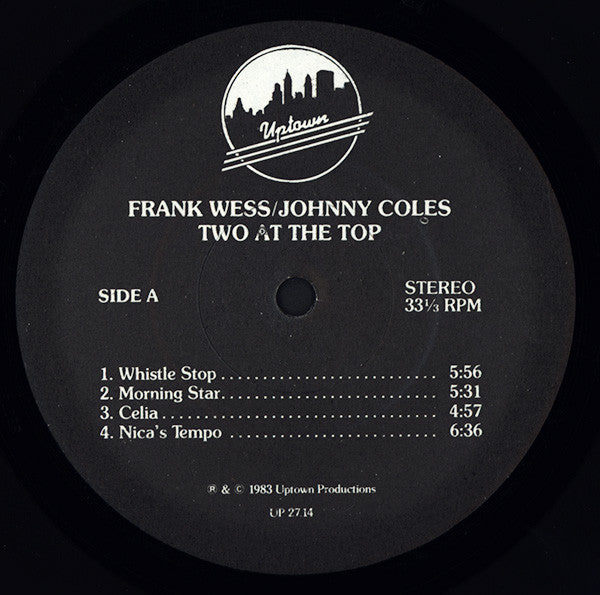 Uptown
FRANK WESS/JOHNNY COLES
TWO AT THE TOP
SIDE A
STEREO
33⅓ RPM
1. Whistle Stop ........................... 5:56
2. Morning Star........................... 5:31
3. Celia ................................... 4:57
4. Nica's Tempo .......................... 6:36
℗ & © 1983 Uptown Productions
UP 27.14